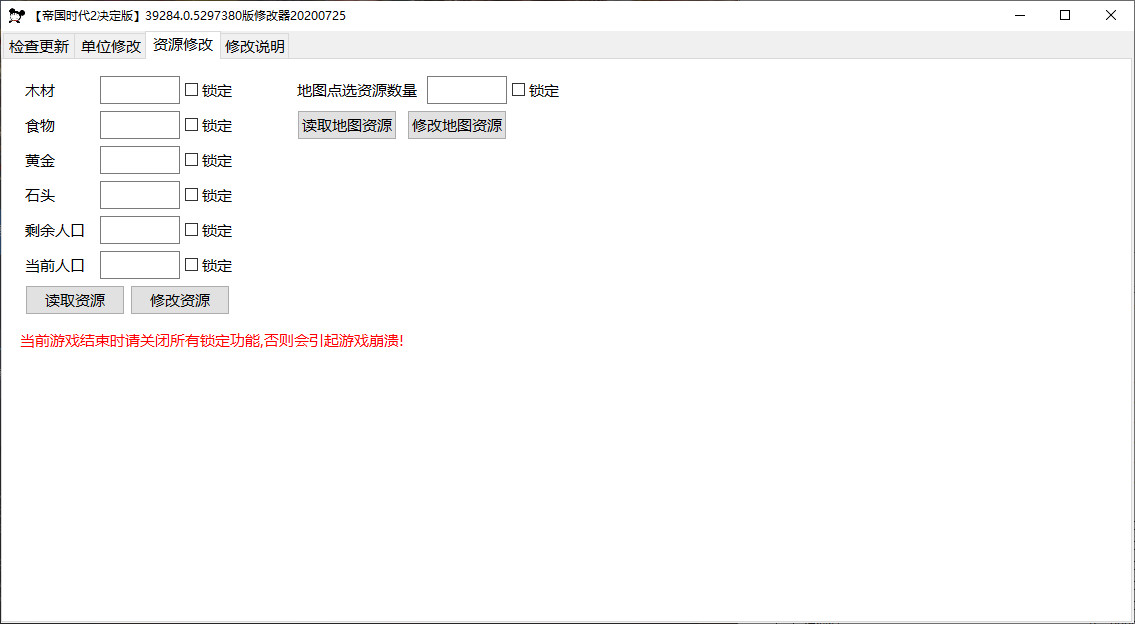 【帝国时代2决定版】39284.0.5297380版修改器20200725
检查更新 单位修改 资源修改 修改说明
木材 锁定 地图点选资源数量 锁定
食物 锁定 读取地图资源 修改地图资源
黄金 锁定
石头 锁定
剩余人口 锁定
当前人口 锁定
读取资源 修改资源
当前游戏结束时请关闭所有锁定功能,否则会引起游戏崩溃!